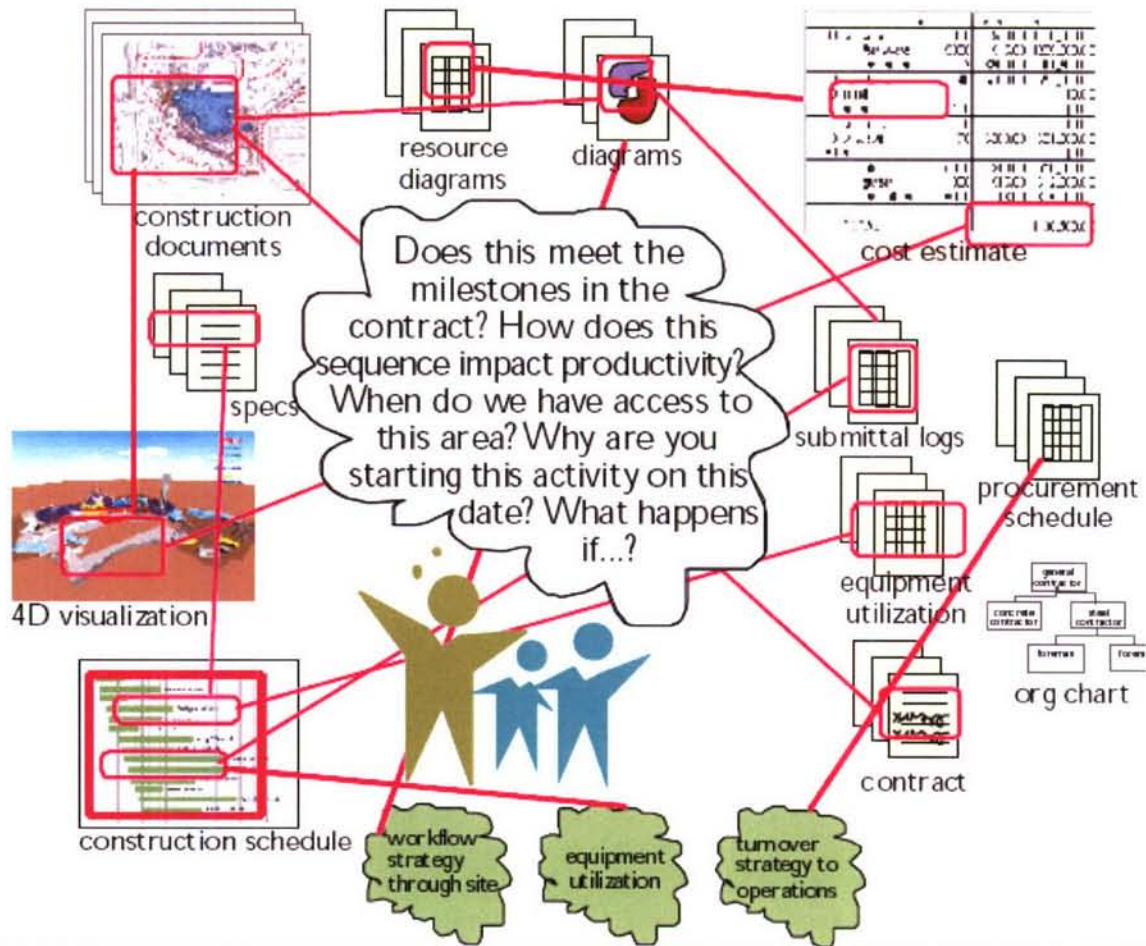 resource
diagrams
diagrams
construction
documents
cost estimate
Does this meet the
milestones in the
contract? How does this
sequence impact productivity?
When do we have access to
this area? Why are you
starting this activity on this
date? What happens
if...?
specs
submittal logs
procurement
schedule
4D visualization
equipment
utilization
general
contractor
concrete
contractor
steel
contractor
foreman
org chart
contract
construction schedule
workflow
strategy
through site
equipment
utilization
turnover
strategy to
operations